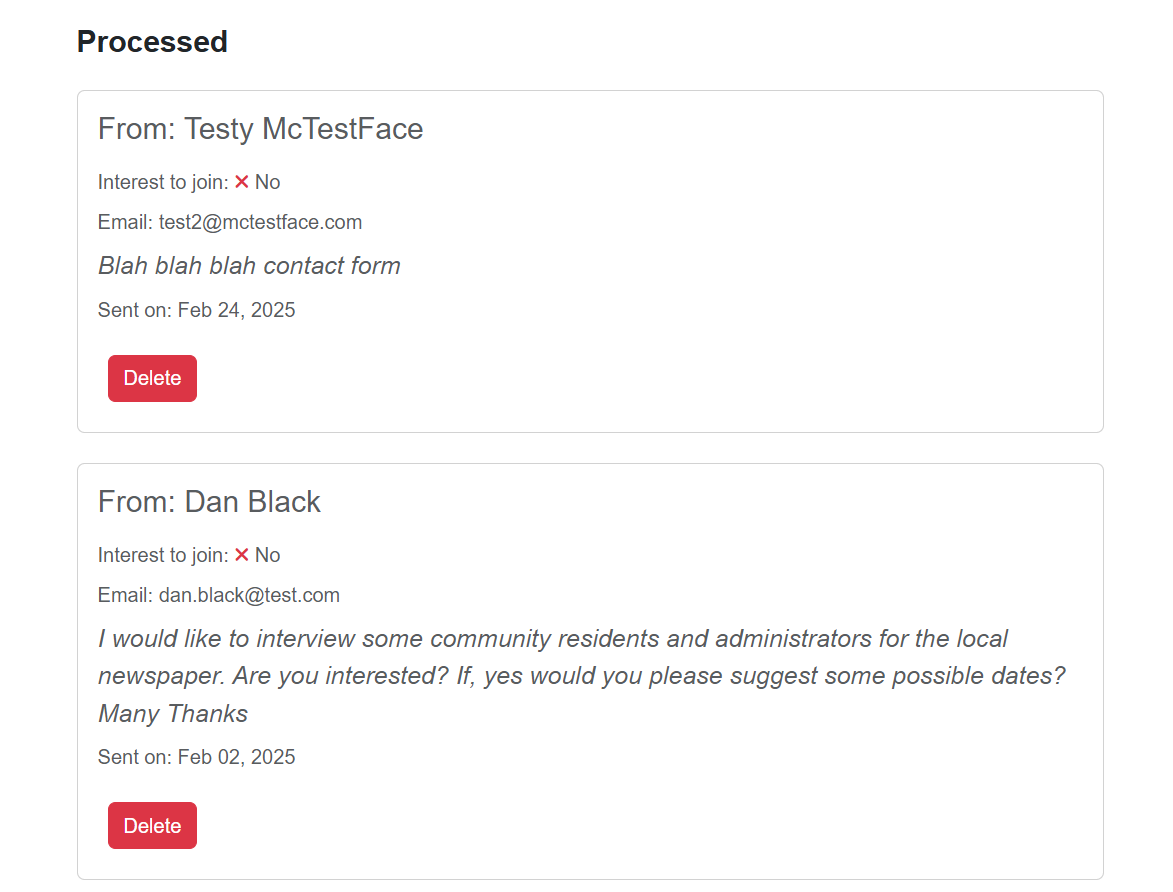 Processed
From: Testy McTestFace
Interest to join: ✕ No
Email: test2@mctestface.com
Blah blah blah contact form
Sent on: Feb 24, 2025
Delete
From: Dan Black
Interest to join: ✕ No
Email: dan.black@test.com
I would like to interview some community residents and administrators for the local
newspaper. Are you interested? If, yes would you please suggest some possible dates?
Many Thanks
Sent on: Feb 02, 2025
Delete